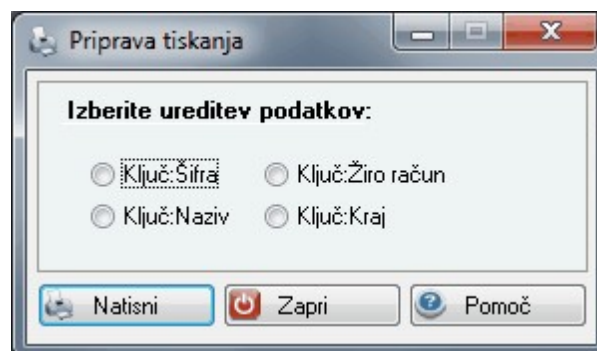 Priprava tiskanja
Izberite ureditev podatkov:
Ključ:Šifra Ključ:Žiro račun
Ključ:Naziv Ključ:Kraj
Natisni Zapri Pomoč